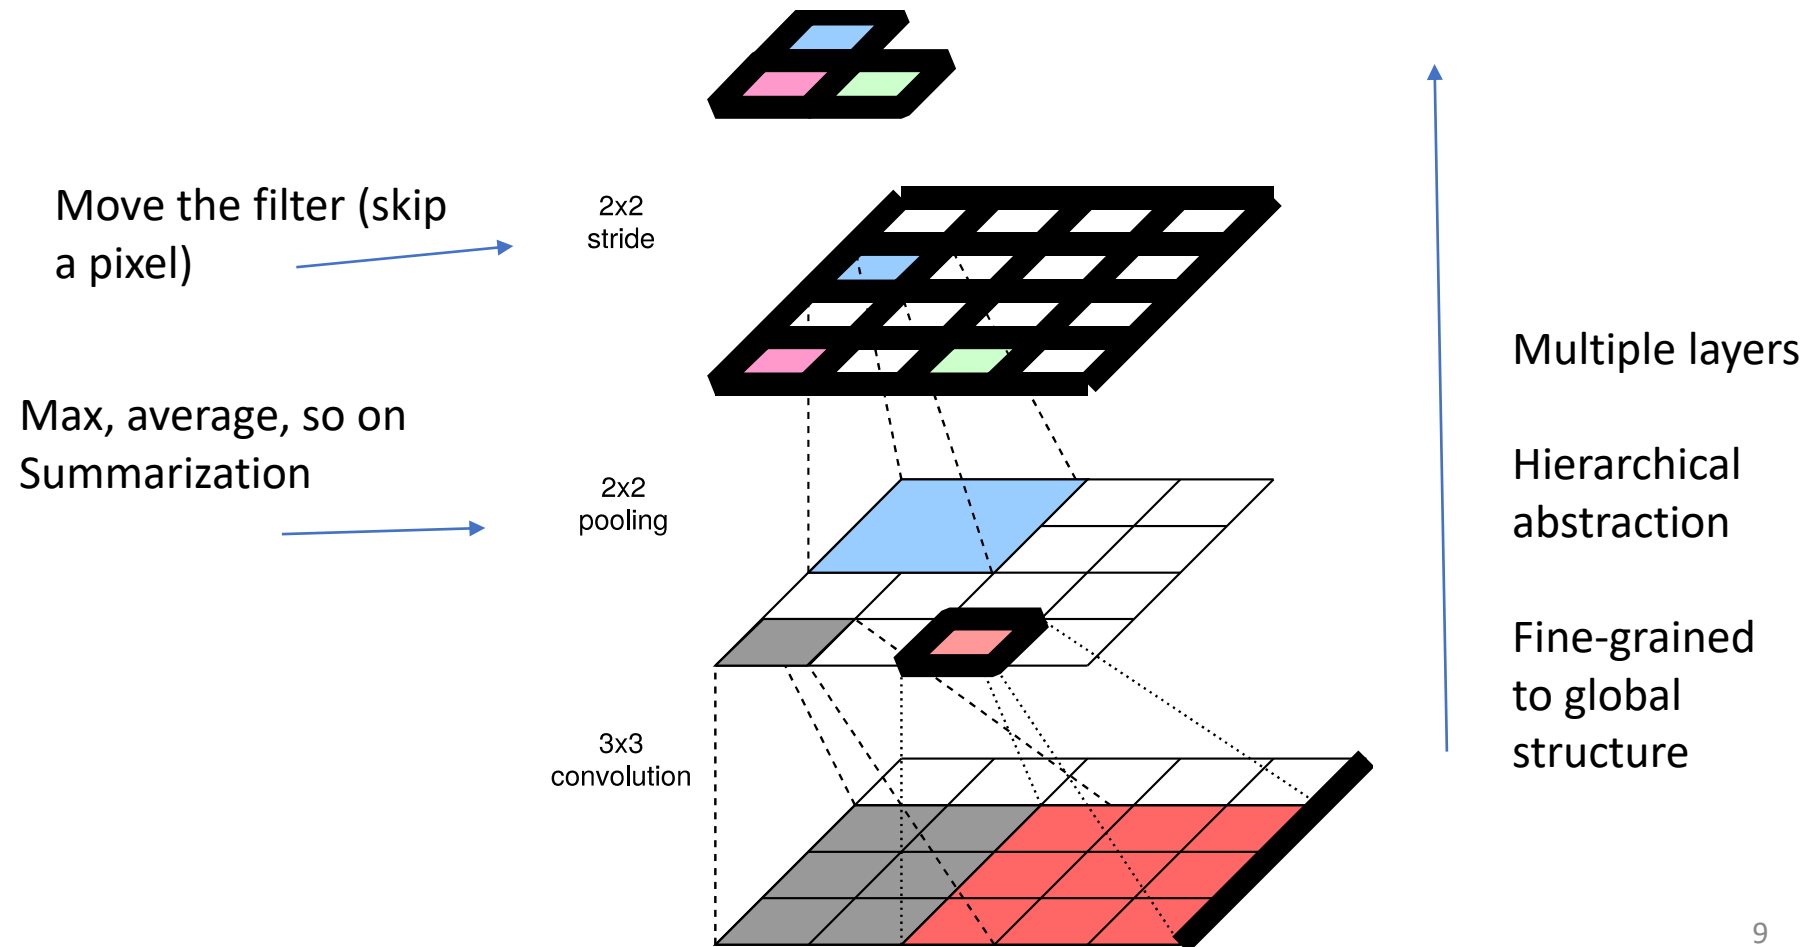 Move the filter (skip
a pixel)
2x2
stride
Max, average, so on
Summarization
2x2
pooling
3x3
convolution
Multiple layers
Hierarchical
abstraction
Fine-grained
to global
structure
9